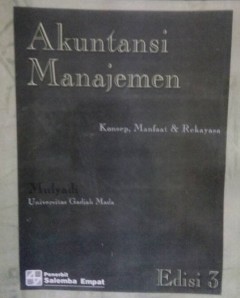 Akuntansi
Manajemen
Konsep, Manfaat & Rekayasa
Mulyadi
Universitas Gadjah Mada
Penerbit
Salemba Empat
Edisi 3